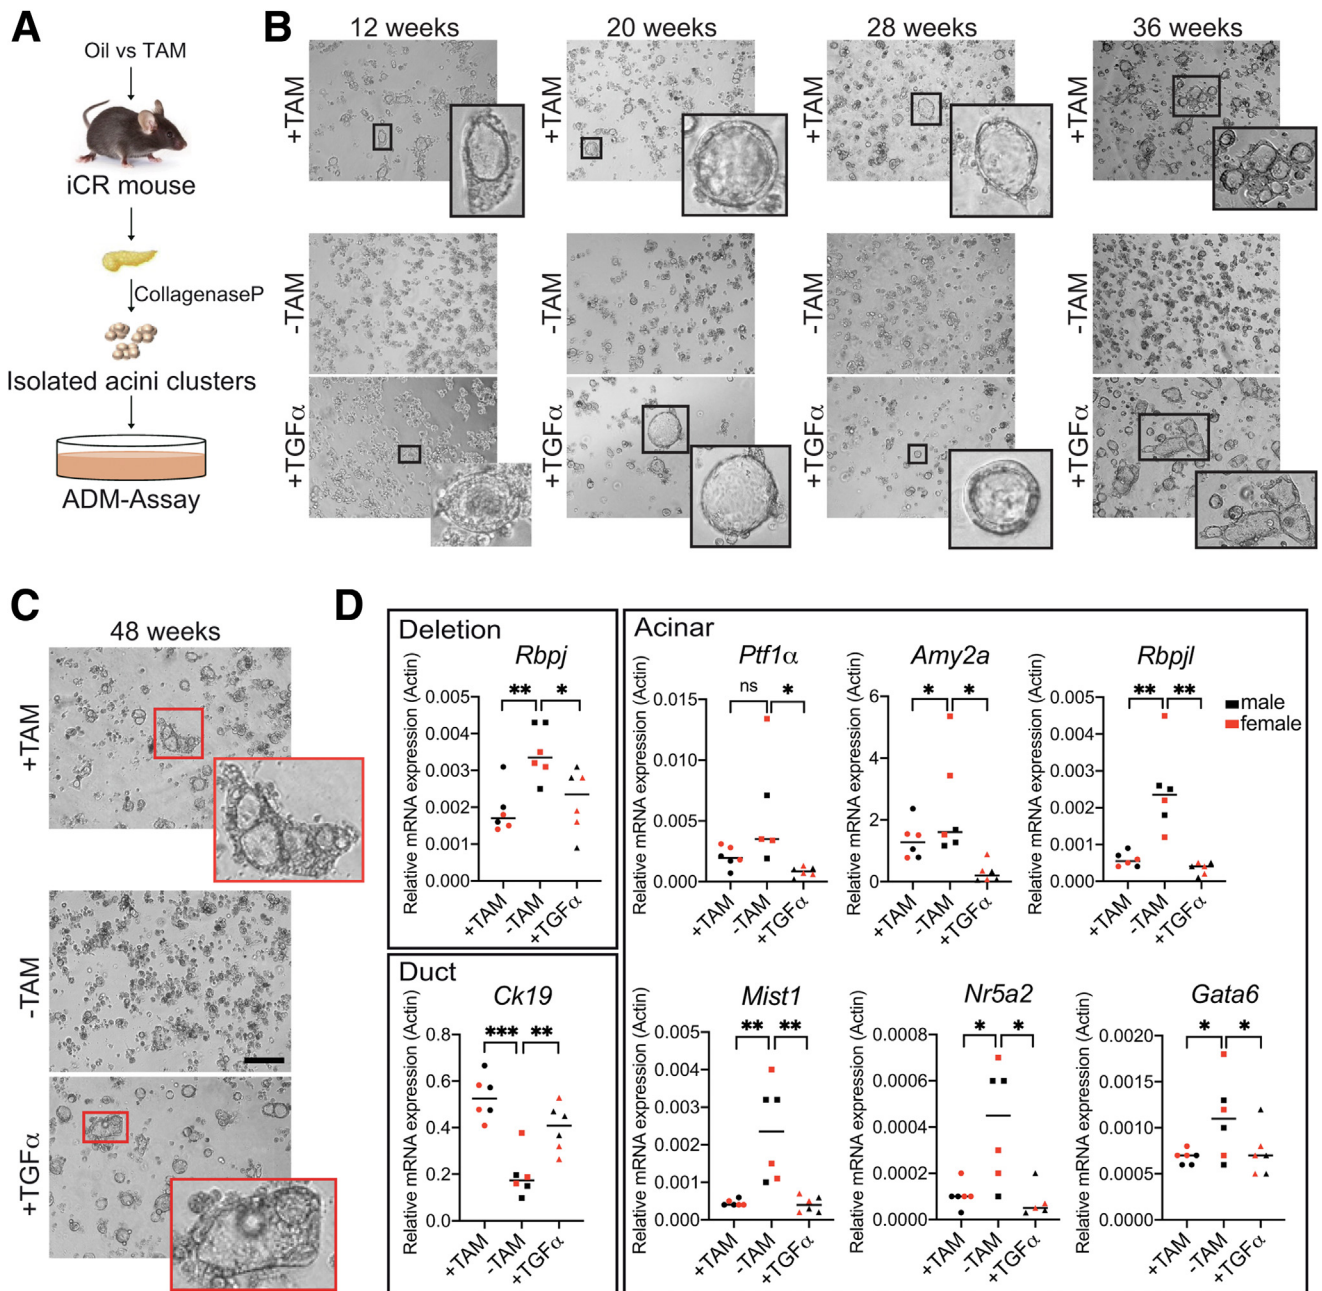 A
Oil vs TAM
iCR mouse
CollagenaseP
Isolated acini clusters
ADM-Assay
B
12 weeks
20 weeks
28 weeks
36 weeks
+TAM
+TAM
+TAM
+TAM
-TAM
-TAM
-TAM
-TAM
+TGFα
+TGFα
+TGFα
+TGFα
C
48 weeks
+TAM
-TAM
+TGFα
D
Deletion
Rbpj
Relative mRNA expression (Actin)
0.005
0.004
0.003
0.002
0.001
0.000
** *
+TAM
-TAM
+TGFα
Acinar
Ptf1α
Relative mRNA expression (Actin)
0.015
0.010
0.005
0.000
ns *
+TAM
-TAM
+TGFα
Amy2a
Relative mRNA expression (Actin)
6
4
2
0
* *
+TAM
-TAM
+TGFα
Rbpjl
Relative mRNA expression (Actin)
0.005
0.004
0.003
0.002
0.001
0.000
** **
+TAM
-TAM
+TGFα
male
female
Duct
Ck19
Relative mRNA expression (Actin)
0.8
0.6
0.4
0.2
0.0
*** **
+TAM
-TAM
+TGFα
Mist1
Relative mRNA expression (Actin)
0.005
0.004
0.003
0.002
0.001
0.000
** **
+TAM
-TAM
+TGFα
Nr5a2
Relative mRNA expression (Actin)
0.0008
0.0006
0.0004
0.0002
0.0000
* *
+TAM
-TAM
+TGFα
Gata6
Relative mRNA expression (Actin)
0.0020
0.0015
0.0010
0.0005
0.0000
* *
+TAM
-TAM
+TGFα